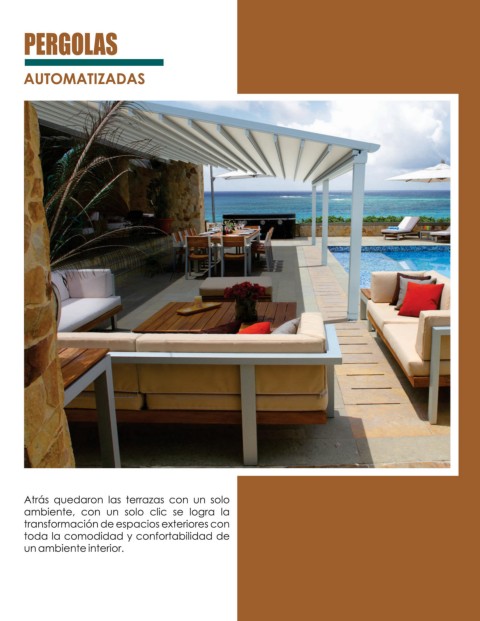 PERGOLAS
AUTOMATIZADAS
Atrás quedaron las terrazas con un solo
ambiente, con un solo clic se logra la
transformación de espacios exteriores con
toda la comodidad y confortabilidad de
un ambiente interior.